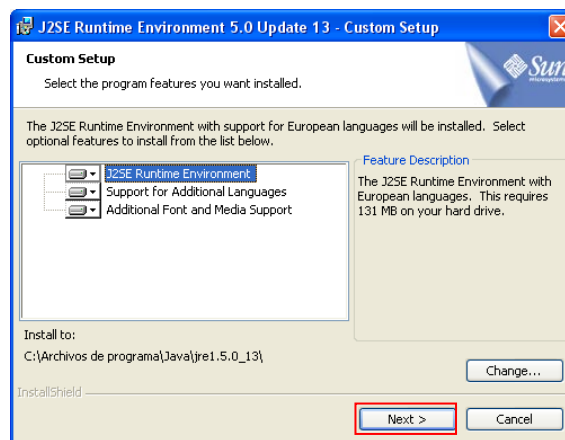 J2SE Runtime Environment 5.0 Update 13 - Custom Setup
Custom Setup
Select the program features you want installed.
Sun
microsystems
The J2SE Runtime Environment with support for European languages will be installed. Select
optional features to install from the list below.
J2SE Runtime Environment
Support for Additional Languages
Additional Font and Media Support
Feature Description
The J2SE Runtime Environment with
European languages. This requires
131 MB on your hard drive.
Install to:
C:\Archivos de programa\Java\jre1.5.0_13\
Change...
InstallShield
Next >
Cancel